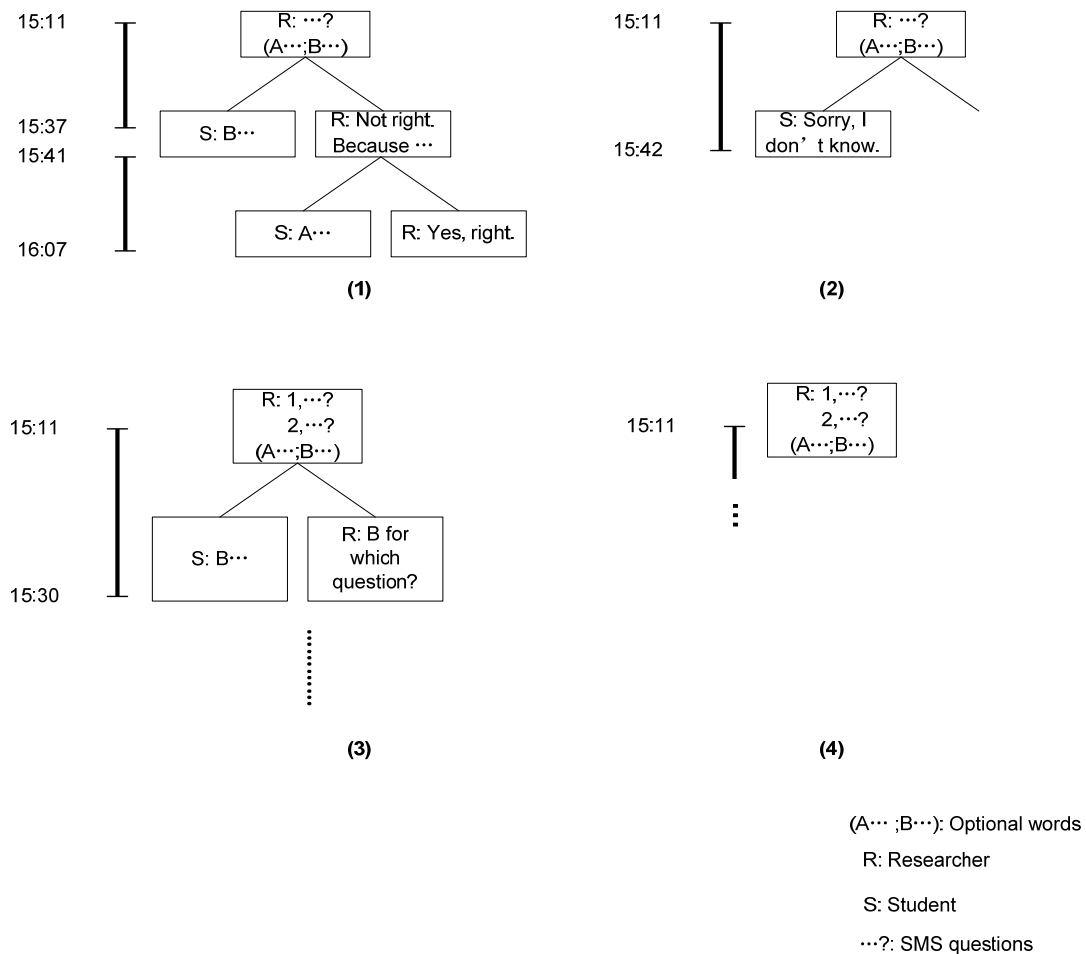 15:11
R: ···?
(A···;B···)
15:37
S: B···
R: Not right.
Because ···
15:41
S: A···
R: Yes, right.
16:07
(1)
15:11
R: ···?
(A···;B···)
S: Sorry, I
don’t know.
15:42
(2)
R: 1,···?
2,···?
(A···;B···)
15:11
S: B···
R: B for
which
question?
15:30
(3)
R: 1,···?
2,···?
(A···;B···)
15:11
(4)
(A··· ;B···): Optional words
R: Researcher
S: Student
···?: SMS questions